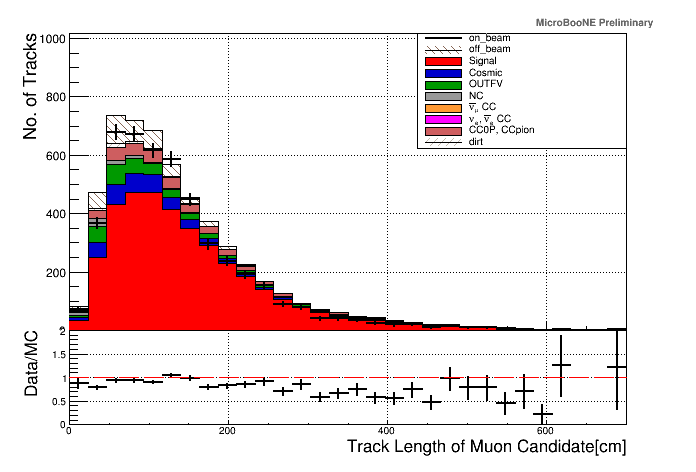 MicroBooNE Preliminary
No. of Tracks
1000
800
600
400
200
on_beam
off_beam
Signal
Cosmic
OUTFV
NC
ν̅μ CC
νe, ν̅e CC
CC0P, CCpion
dirt
Data/MC
2
1.5
1
0.5
0
0 200 400 600
Track Length of Muon Candidate[cm]